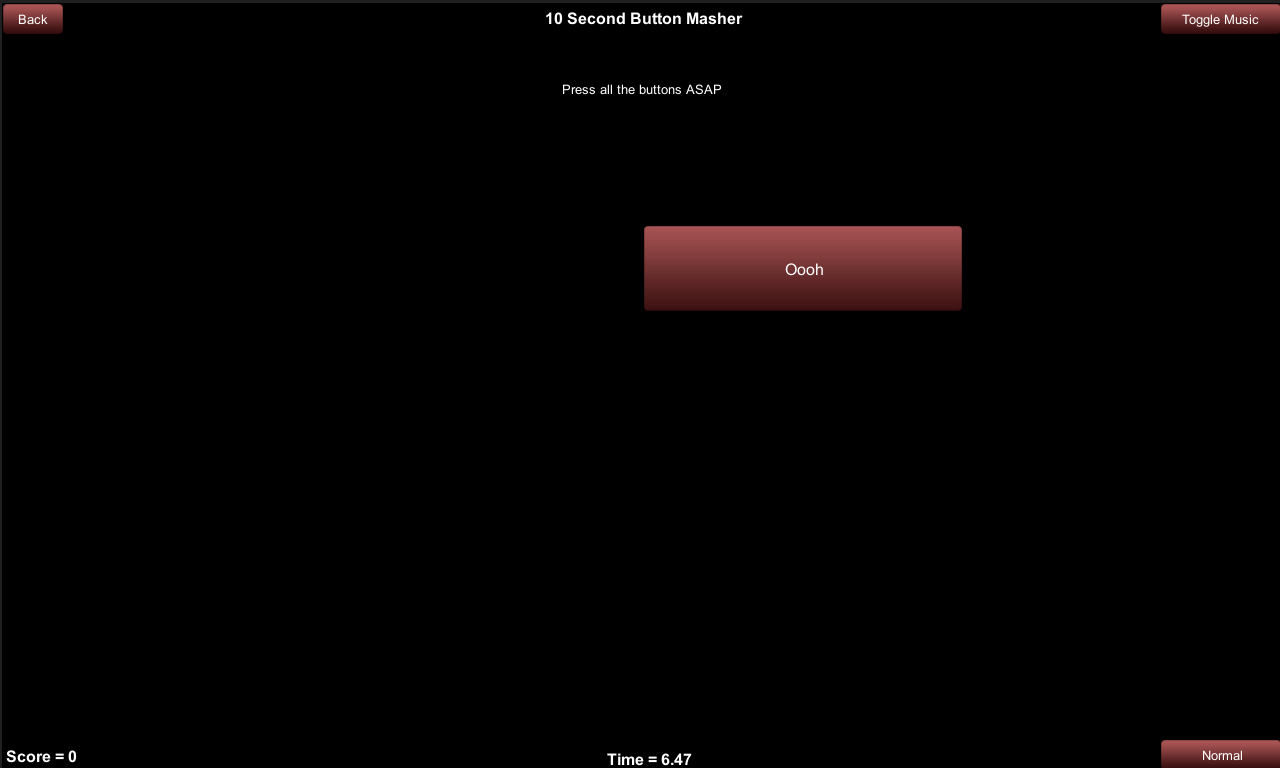 Back
10 Second Button Masher
Toggle Music
Press all the buttons ASAP
Oooh
Score = 0
Time = 6.47
Normal